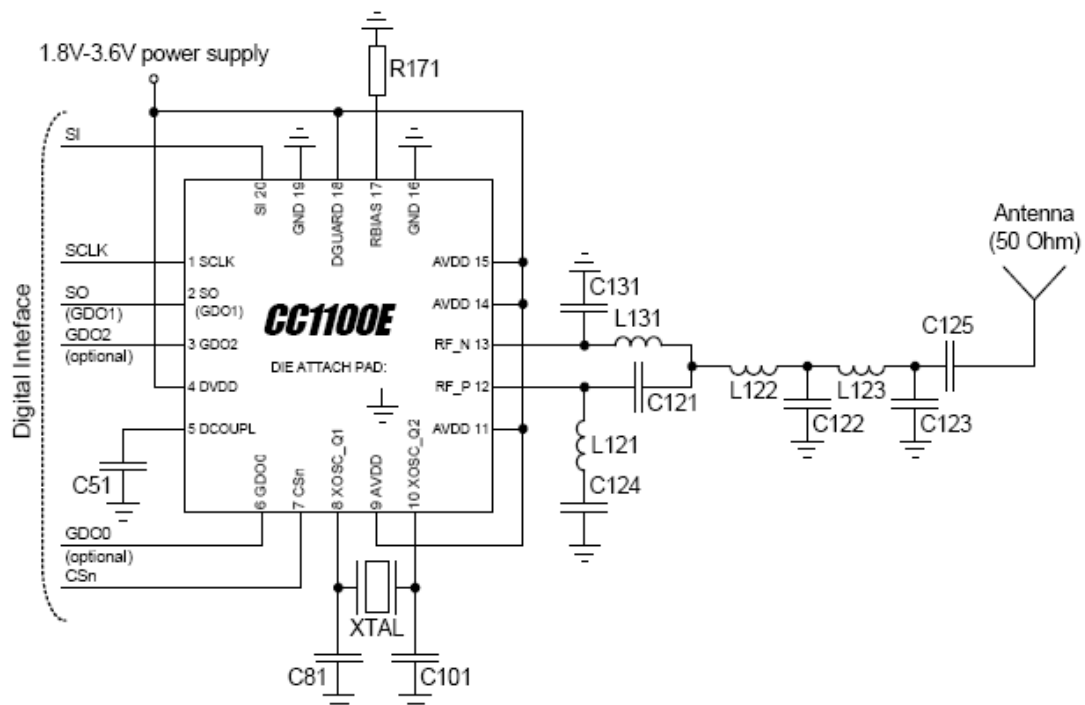 1.8V-3.6V power supply
R171
Digital Inteface
SI
SI 20
GND 19
DGUARD 18
RBIAS 17
GND 16
Antenna
(50 Ohm)
SCLK
1 SCLK
AVDD 15
SO
(GDO1)
2 SO
(GDO1)
AVDD 14
C131
L131
CC1100E
GDO2
(optional)
3 GDO2
RF_N 13
DIE ATTACH PAD:
C125
4 DVDD
RF_P 12
C121
L122
L123
C122
C123
5 DCOUPL
AVDD 11
L121
C124
C51
6 GDO0
7 CSn
8 XOSC_Q1
9 AVDD
10 XOSC_Q2
GDO0
(optional)
CSn
XTAL
C81
C101